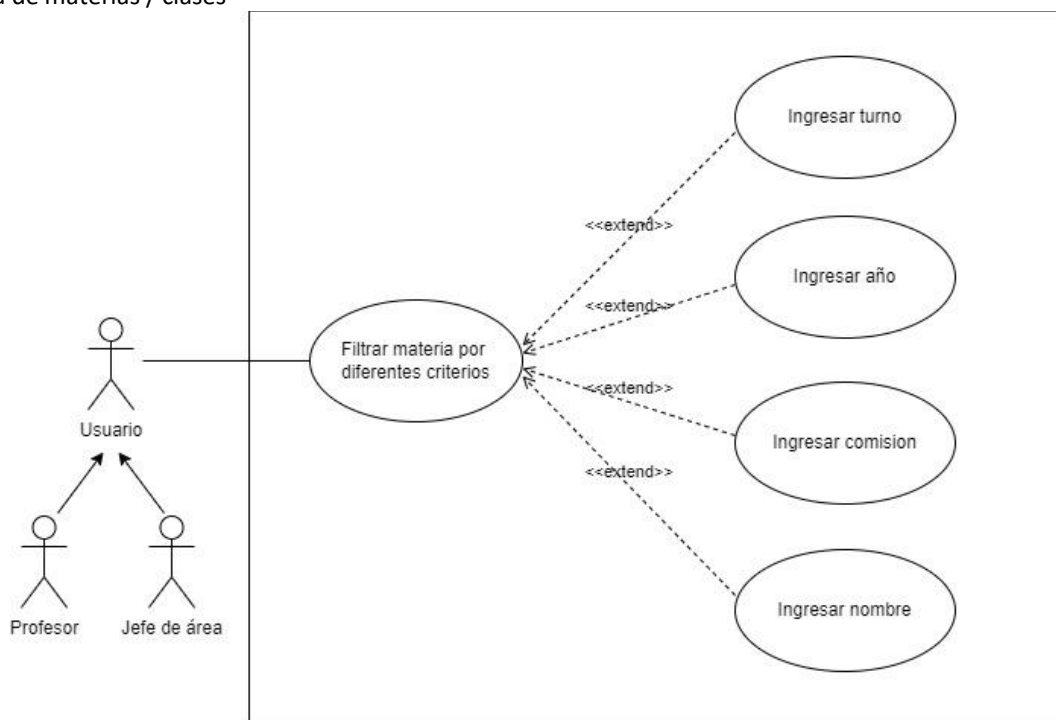 de materias / clases
Ingresar turno
<<extend>>
Ingresar año
<<extend>>
Filtrar materia por
diferentes criterios
<<extend>>
Usuario
Ingresar comision
<<extend>>
Ingresar nombre
Profesor
Jefe de área